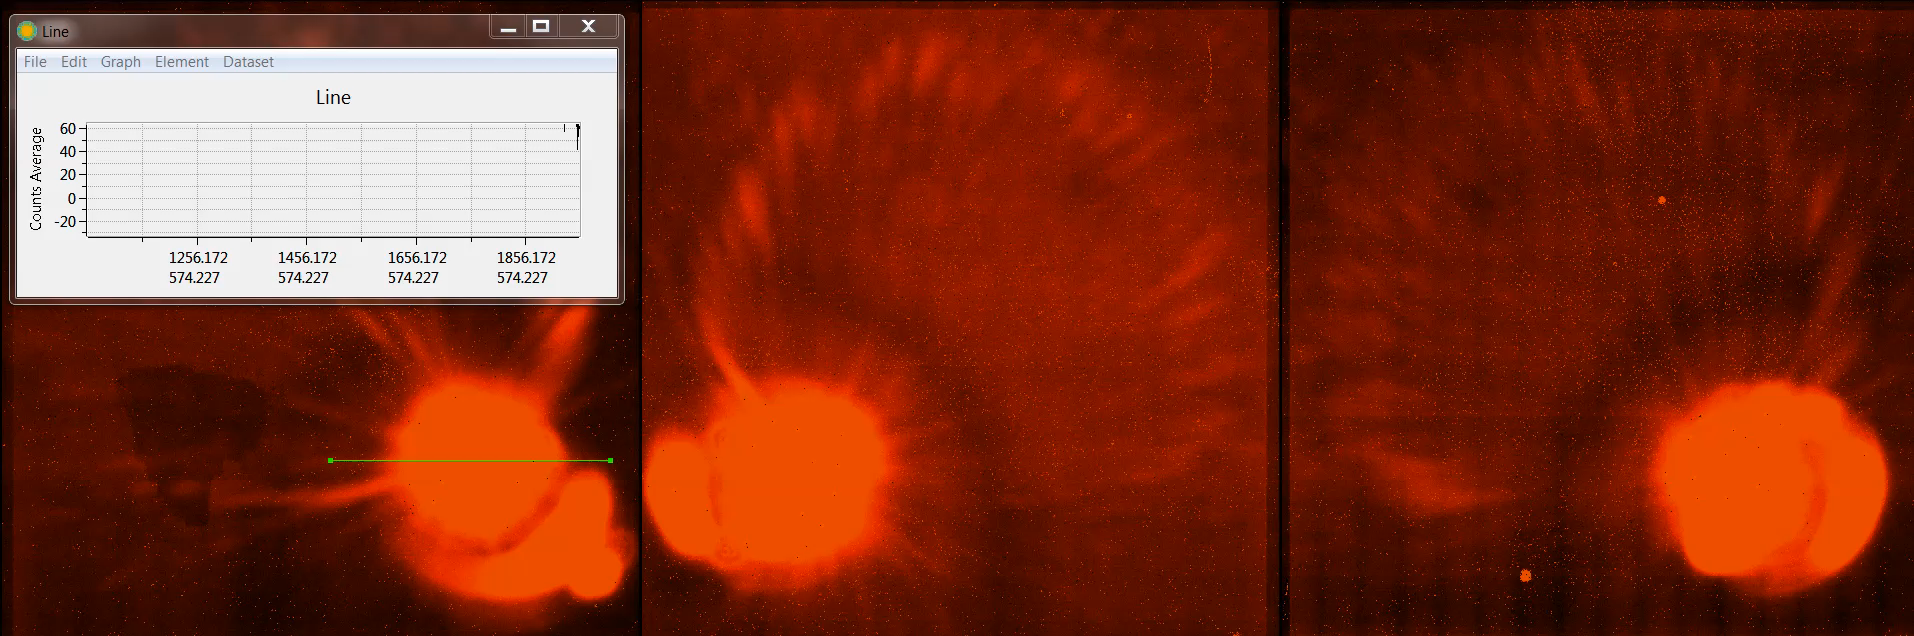 Line
File Edit Graph Element Dataset
Line
Counts Average
60
40
20
0
-20
1256.172 1456.172 1656.172 1856.172
574.227 574.227 574.227 574.227